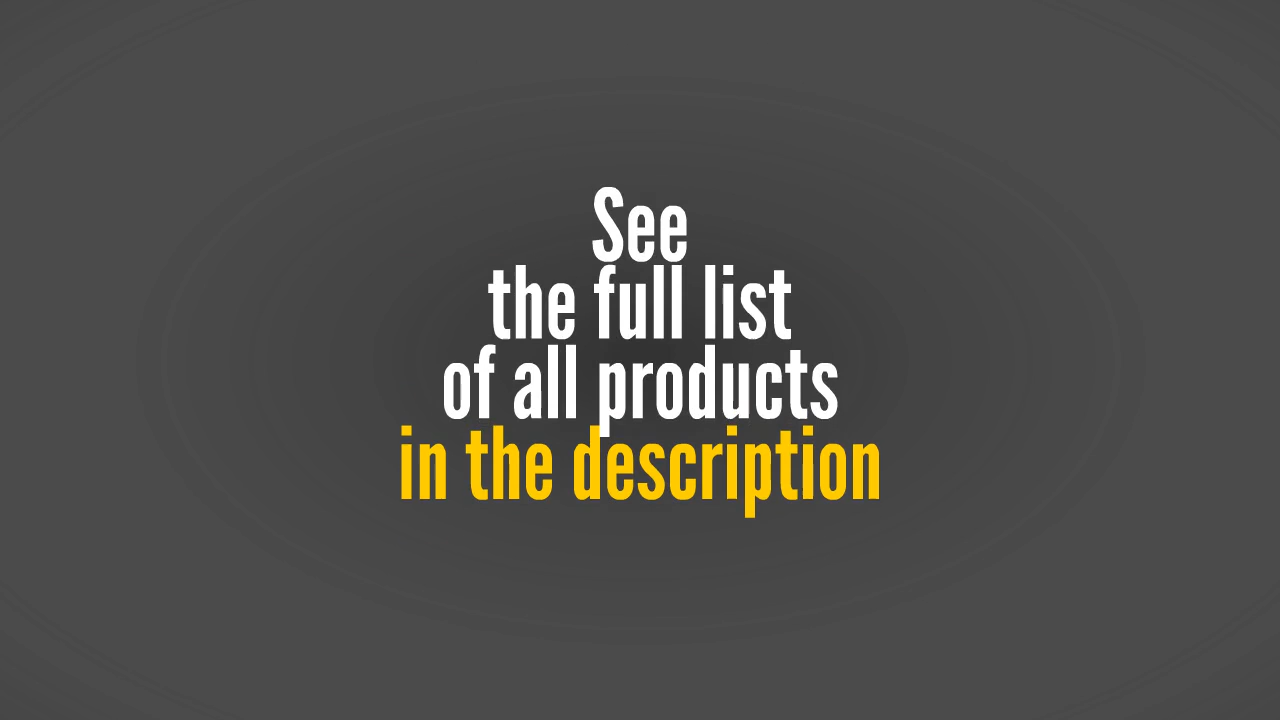 See
the full list
of all products
in the description